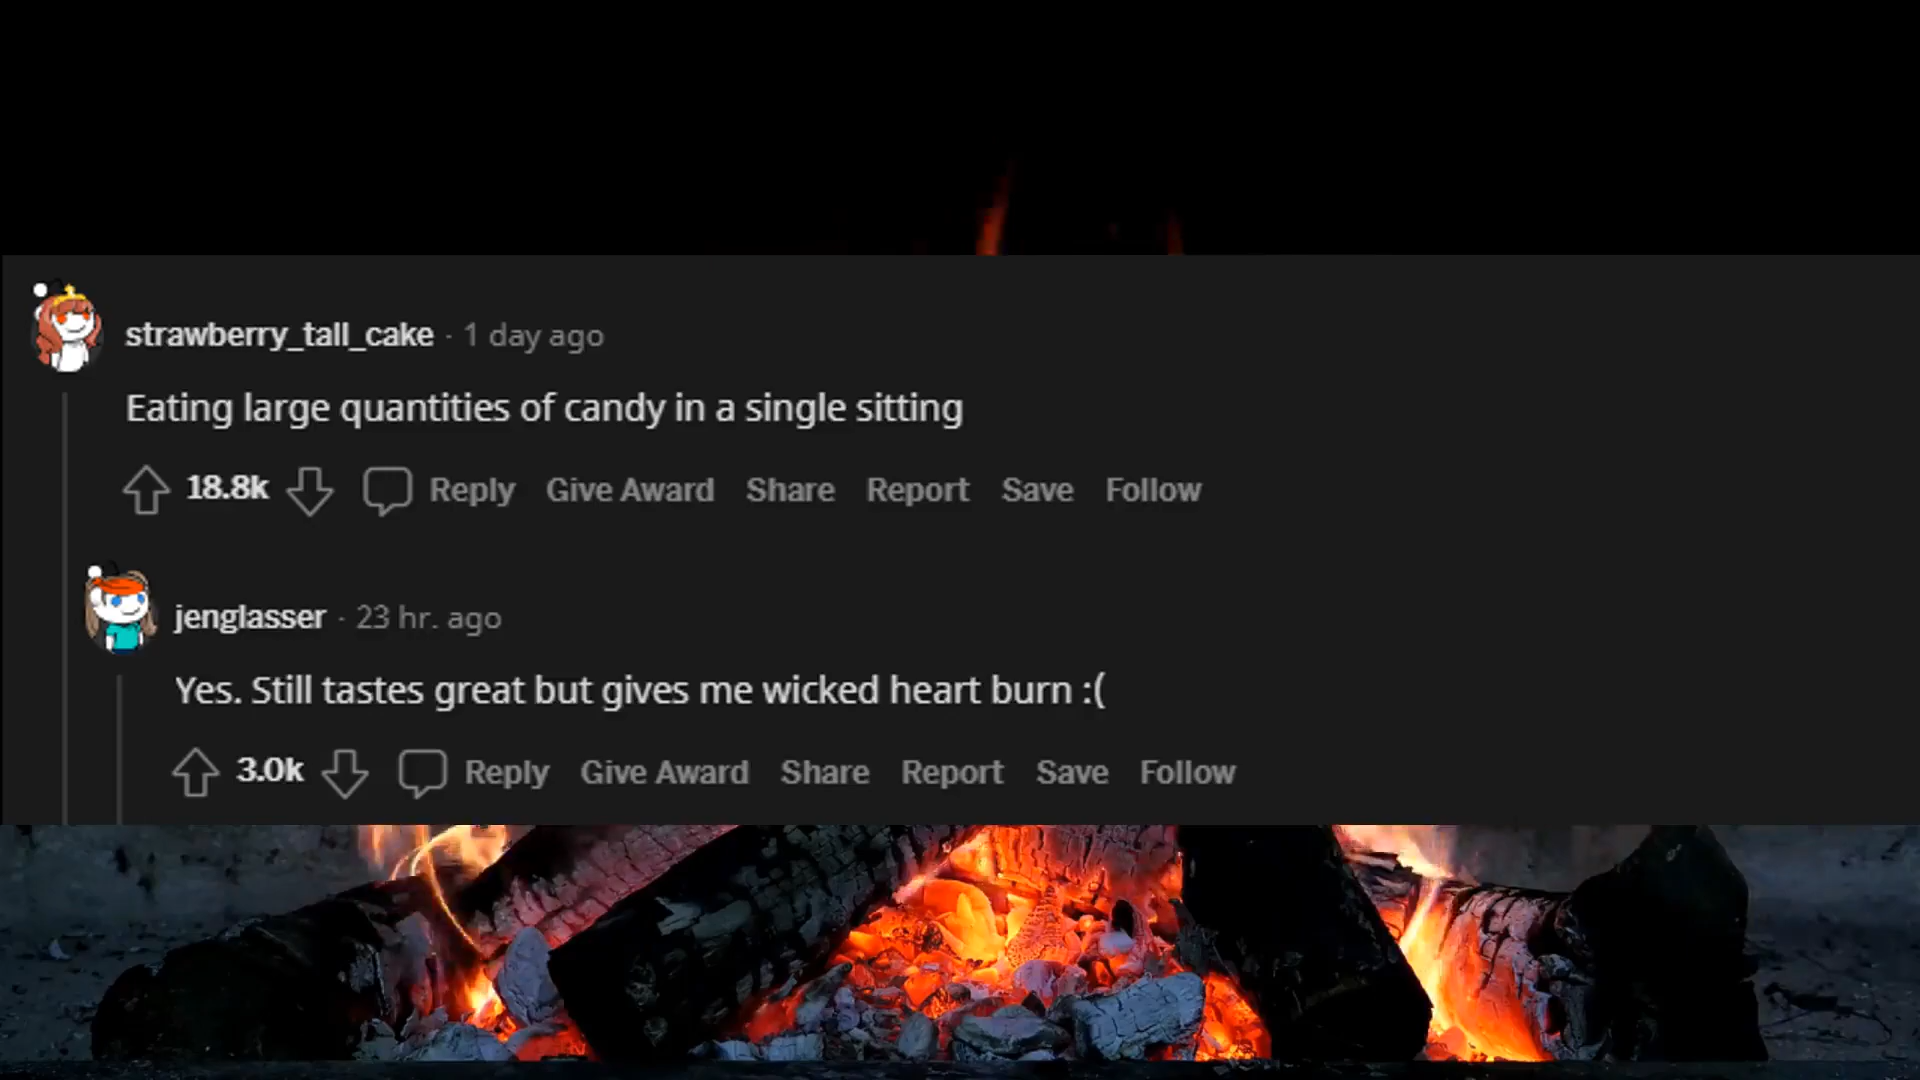 strawberry_tall_cake · 1 day ago
Eating large quantities of candy in a single sitting
18.8k Reply Give Award Share Report Save Follow
jenglasser · 23 hr. ago
Yes. Still tastes great but gives me wicked heart burn :(
3.0k Reply Give Award Share Report Save Follow